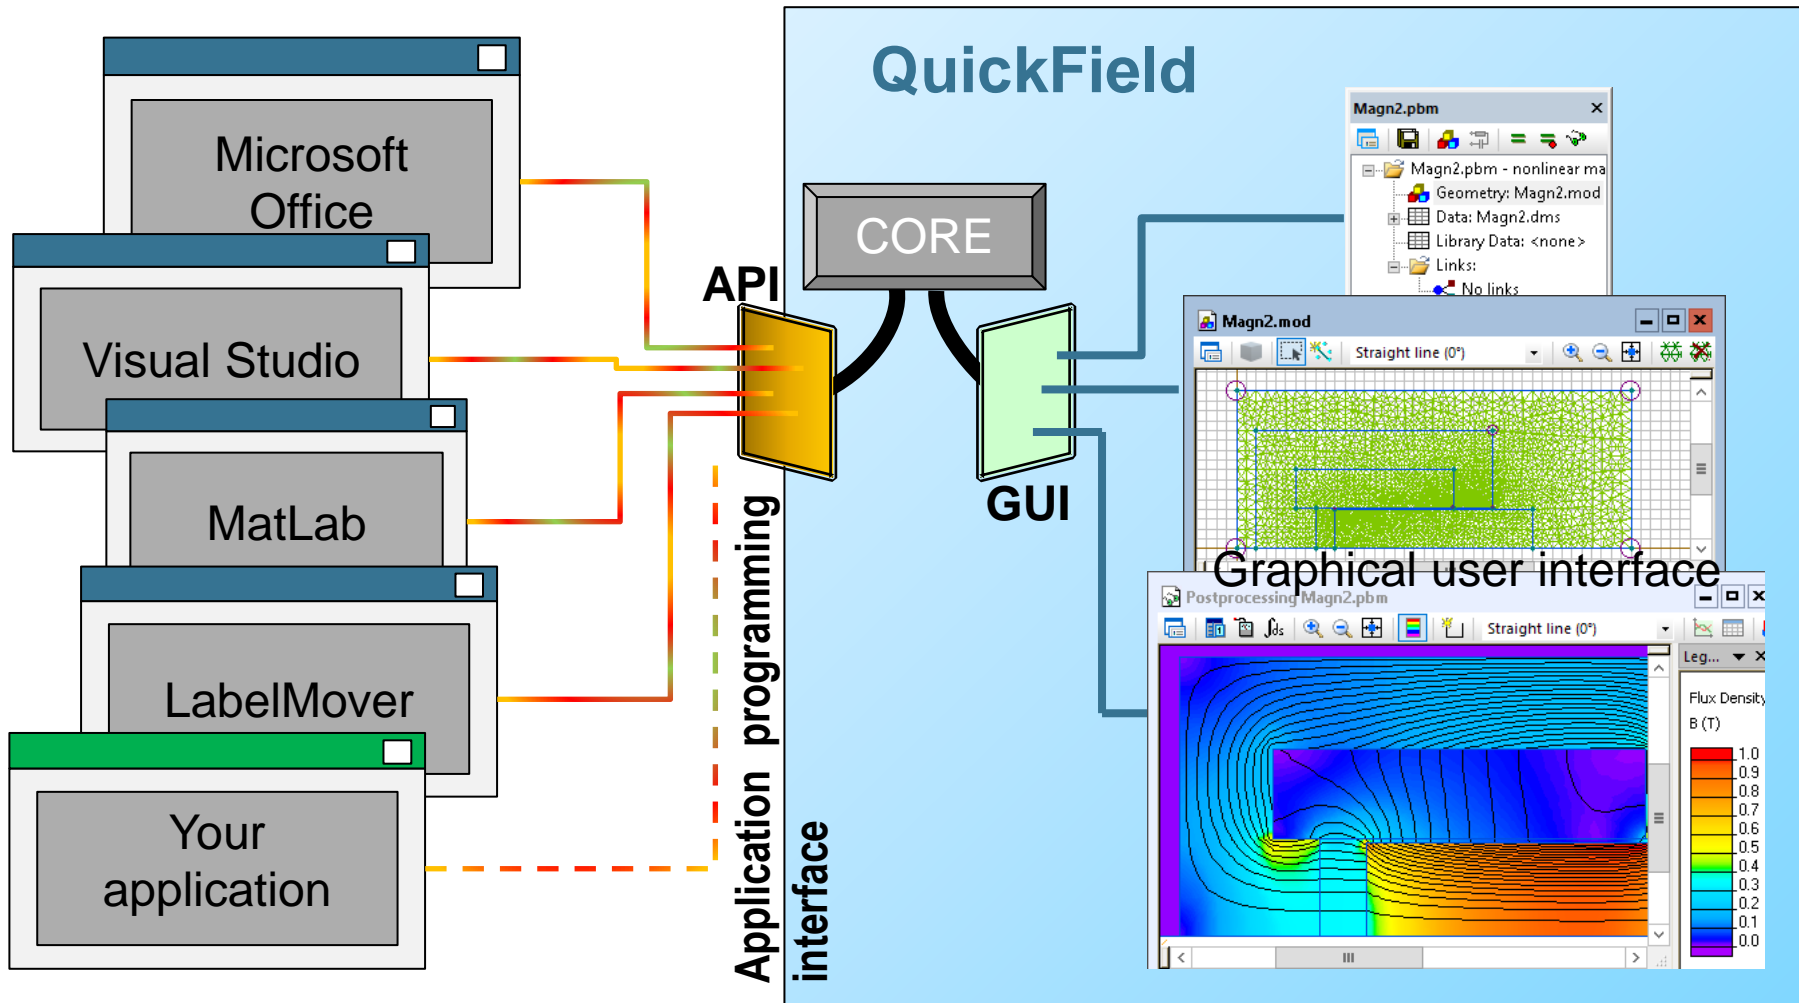 QuickField
Microsoft
Office
Visual Studio
MatLab
LabelMover
Your
application
API
Application programming
interface
CORE
GUI
Magn2.pbm
Magn2.pbm - nonlinear ma
Geometry: Magn2.mod
Data: Magn2.dms
Library Data: <none>
Links:
No links
Magn2.mod
Straight line (0°)
Graphical user interface
Postprocessing Magn2.pbm
Straight line (0°)
Leg...
Flux Density
B (T)
1.0
0.9
0.8
0.7
0.6
0.5
0.4
0.3
0.2
0.1
0.0